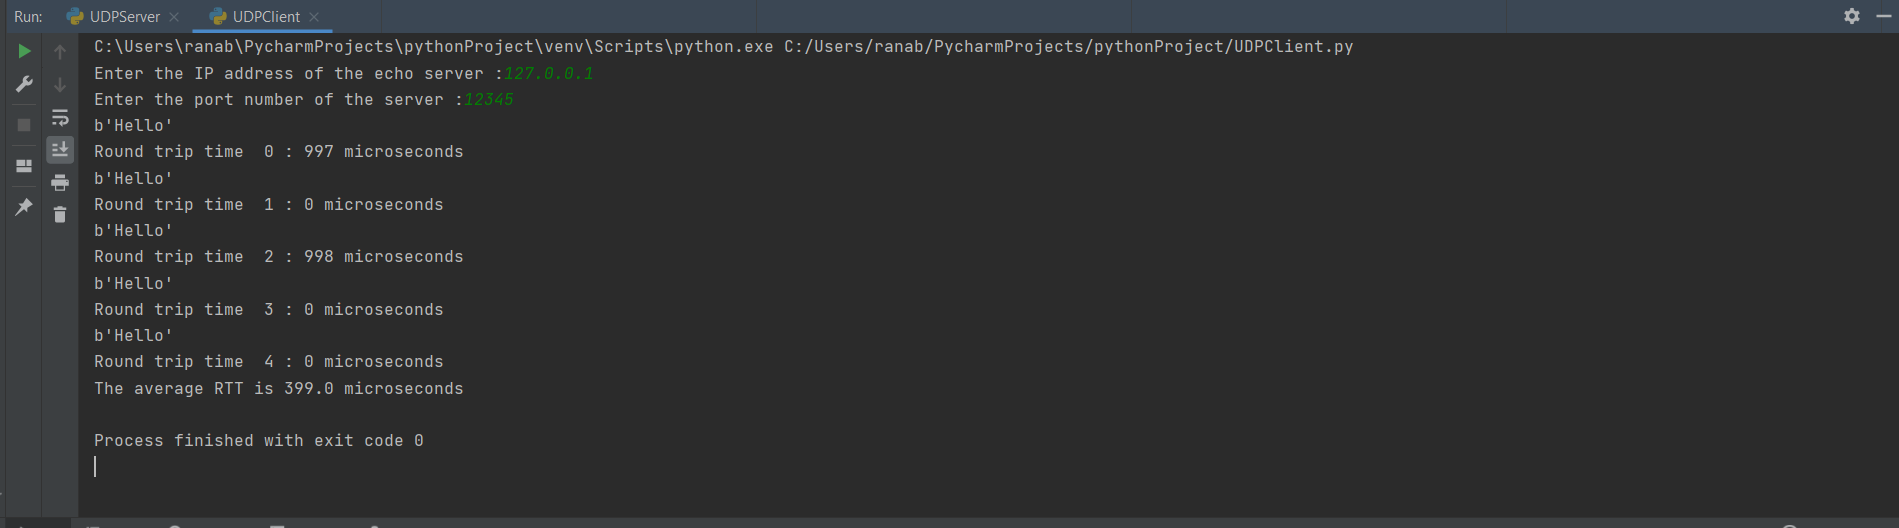 Run: UDPServer UDPClient
C:\Users\ranab\PycharmProjects\pythonProject\venv\Scripts\python.exe C:/Users/ranab/PycharmProjects/pythonProject/UDPClient.py
Enter the IP address of the echo server :127.0.0.1
Enter the port number of the server :12345
b'Hello'
Round trip time  0 : 997 microseconds
b'Hello'
Round trip time  1 : 0 microseconds
b'Hello'
Round trip time  2 : 998 microseconds
b'Hello'
Round trip time  3 : 0 microseconds
b'Hello'
Round trip time  4 : 0 microseconds
The average RTT is 399.0 microseconds
Process finished with exit code 0